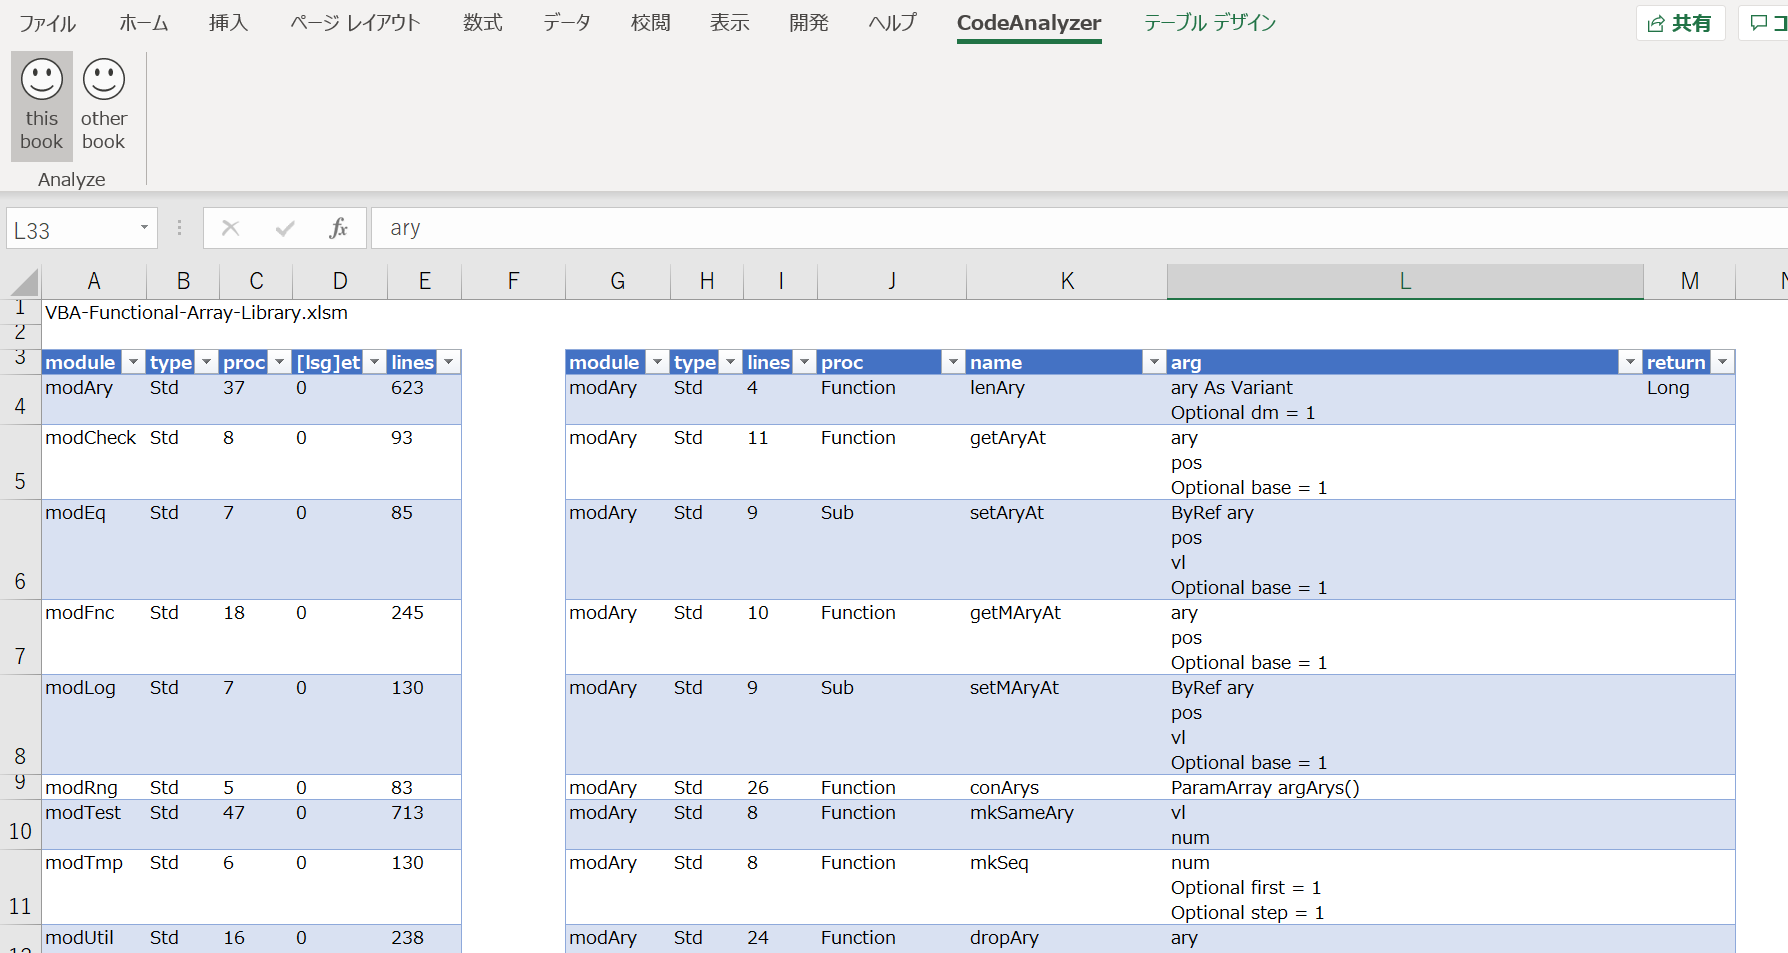 ファイル ホーム 挿入 ページ レイアウト 数式 データ 校閲 表示 開発 ヘルプ CodeAnalyzer テーブル デザイン 共有 コ
this book
other book
Analyze
L33 fx ary
A B C D E F G H I J K L M
1 VBA-Functional-Array-Library.xlsm
2
3 module type proc [lsg]et lines module type lines proc name arg return
4 modAry Std 37 0 623 modAry Std 4 Function lenAry ary As Variant Long
Optional dm = 1
5 modCheck Std 8 0 93 modAry Std 11 Function getAryAt ary
pos
Optional base = 1
6 modEq Std 7 0 85 modAry Std 9 Sub setAryAt ByRef ary
pos
vl
Optional base = 1
7 modFnc Std 18 0 245 modAry Std 10 Function getMAryAt ary
pos
Optional base = 1
8 modLog Std 7 0 130 modAry Std 9 Sub setMAryAt ByRef ary
pos
vl
Optional base = 1
9 modRng Std 5 0 83 modAry Std 26 Function conArys ParamArray argArys()
10 modTest Std 47 0 713 modAry Std 8 Function mkSameAry vl
num
11 modTmp Std 6 0 130 modAry Std 8 Function mkSeq num
Optional first = 1
Optional step = 1
modUtil Std 16 0 238 modAry Std 24 Function dropAry ary